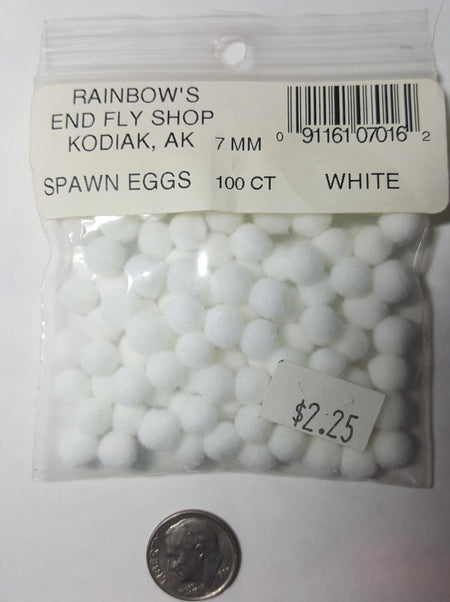 RAINBOW'S
END FLY SHOP
KODIAK, AK 7 MM
0 91161 07016 2
SPAWN EGGS 100 CT WHITE
$2.25